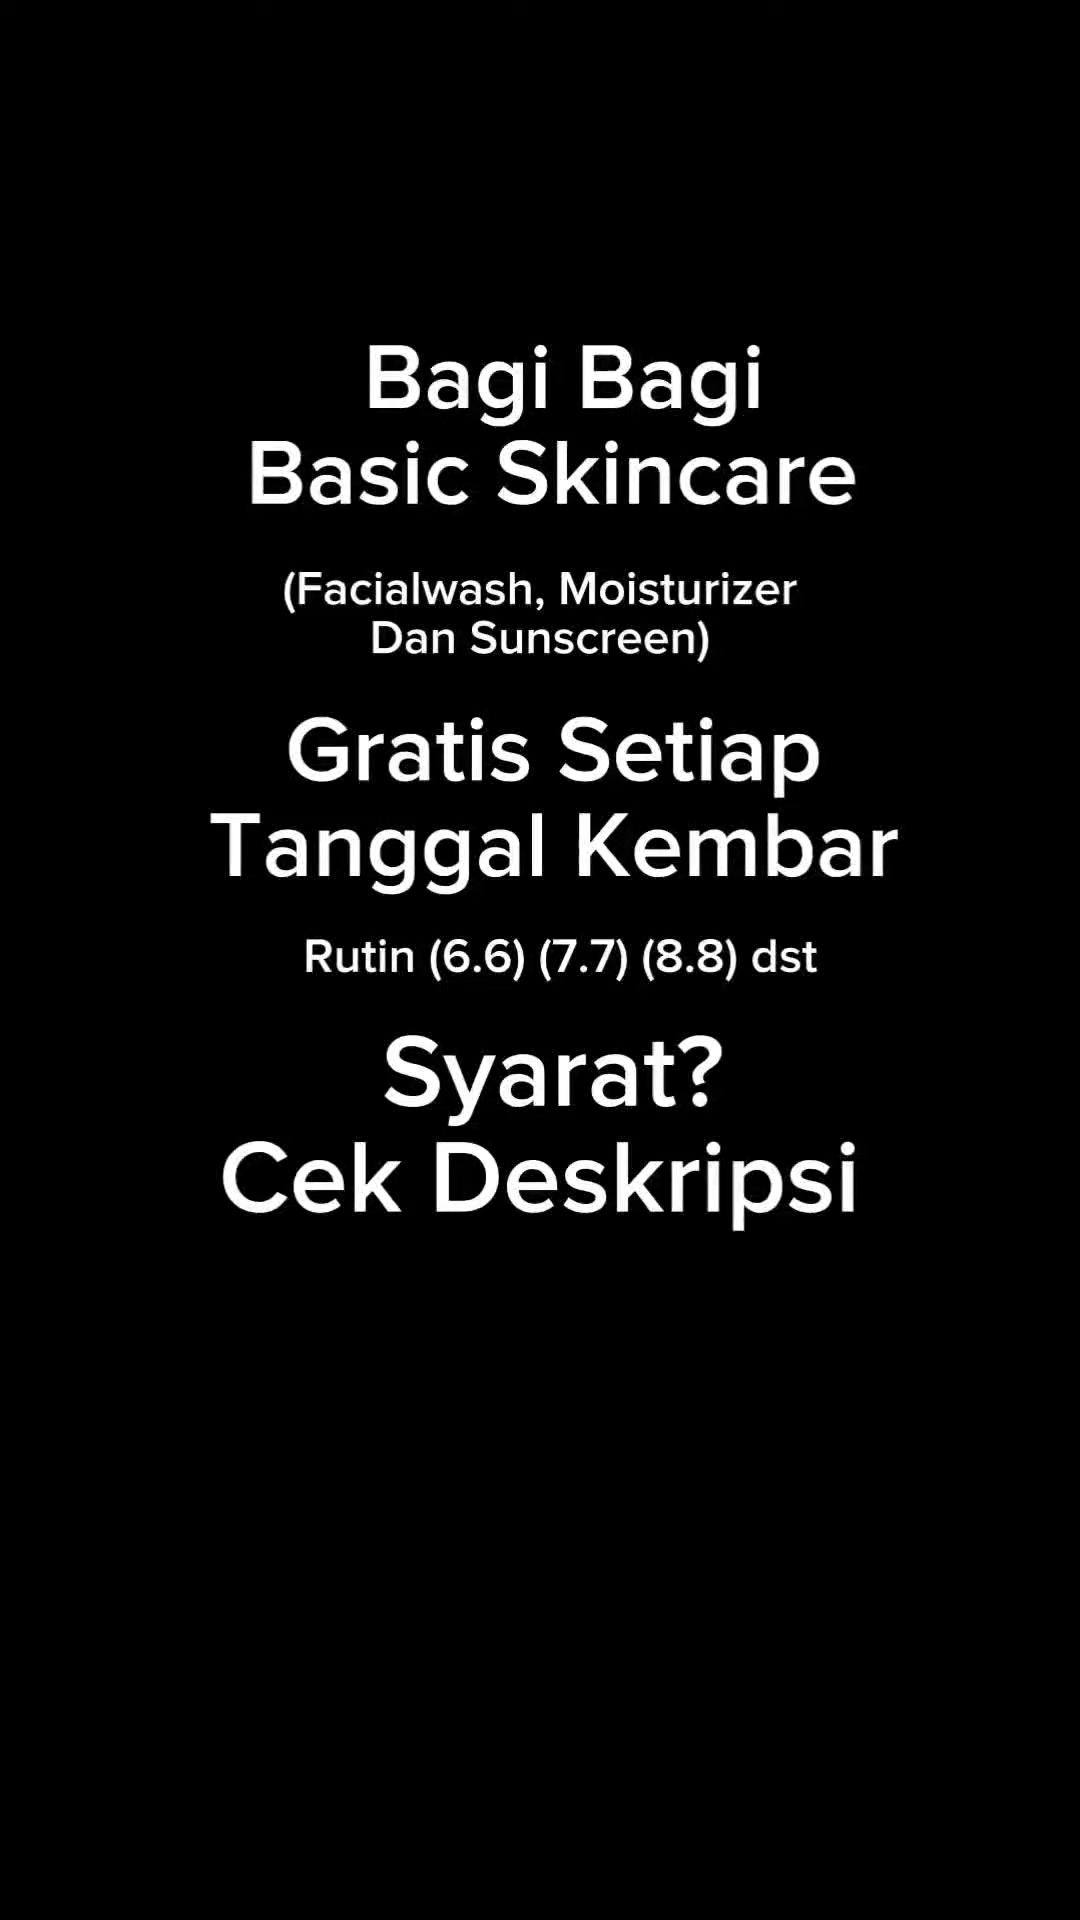 Bagi Bagi
Basic Skincare
(Facialwash, Moisturizer
Dan Sunscreen)
Gratis Setiap
Tanggal Kembar
Rutin (6.6) (7.7) (8.8) dst
Syarat?
Cek Deskripsi